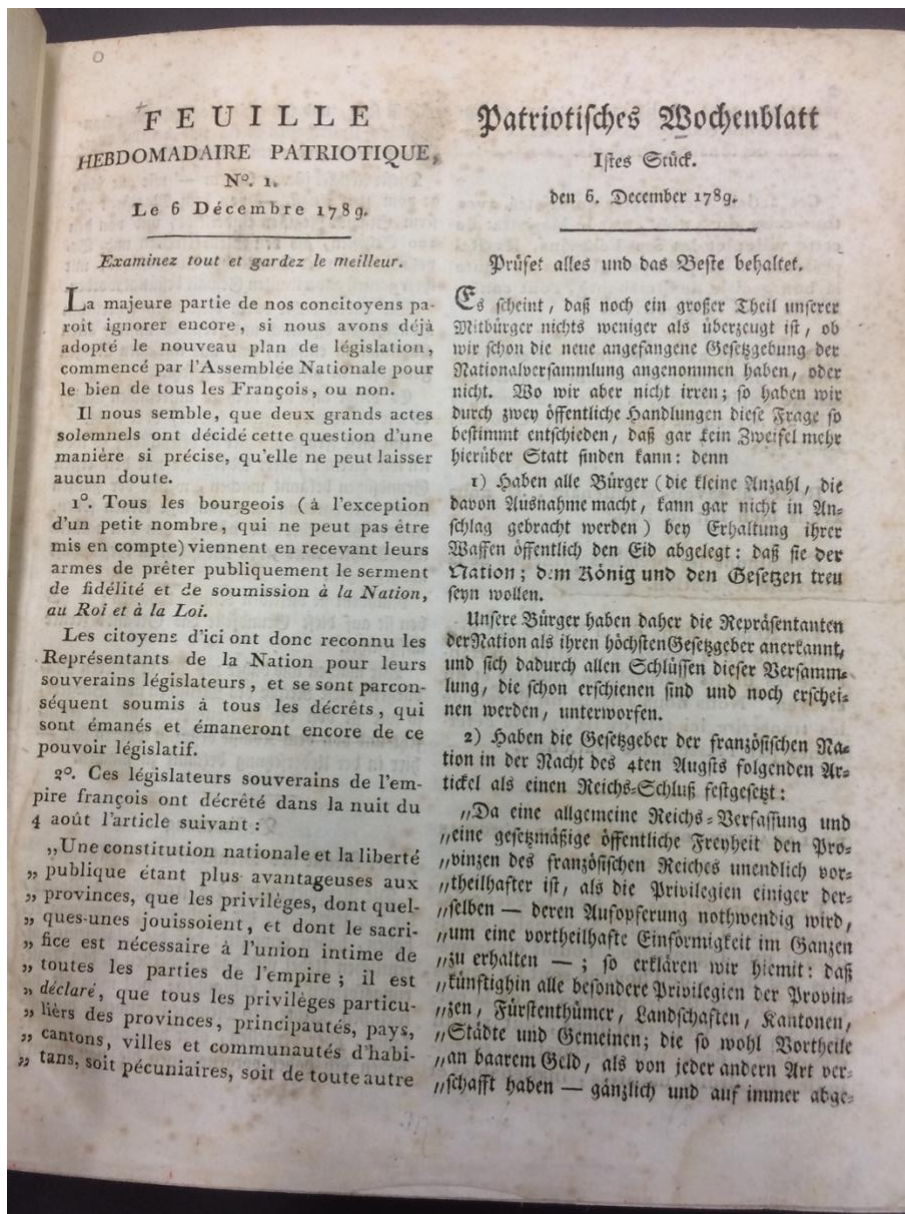 FEUILLE
HEBDOMADAIRE PATRIOTIQUE,
Nº. 1.
Le 6 Décembre 1789.
Examinez tout et gardez le meilleur.
La majeure partie de nos concitoyens pa-
roit ignorer encore, si nous avons déjà
adopté le nouveau plan de législation,
commencé par l'Assemblée Nationale pour
le bien de tous les François, ou non.
Il nous semble, que deux grands actes
solemnels ont décidé cette question d'une
manière si précise, qu'elle ne peut laisser
aucun doute.
1º. Tous les bourgeois (à l'exception
d'un petit nombre, qui ne peut pas être
mis en compte) viennent en recevant leurs
armes de prêter publiquement le serment
de fidélité et de soumission à la Nation,
au Roi et à la Loi.
Les citoyens d'ici ont donc reconnu les
Représentants de la Nation pour leurs
souverains législateurs, et se sont parcon-
séquent soumis à tous les décrêts, qui
sont émanés et émaneront encore de ce
pouvoir législatif.
2º. Ces législateurs souverains de l'em-
pire françois ont décrété dans la nuit du
4 août l'article suivant :
„Une constitution nationale et la liberté
„ publique étant plus avantageuses aux
„ provinces, que les privilèges, dont quel-
„ ques-unes jouissoient, et dont le sacri-
„ fice est nécessaire à l'union intime de
„ toutes les parties de l'empire ; il est
„ déclaré, que tous les privilèges particu-
„ liers des provinces, principautés, pays,
„ cantons, villes et communautés d'habi-
„ tans, soit pécuniaires, soit de toute autre
Patriotiſches Wochenblatt
Iſtes Stück.
den 6. December 1789.
Prüfet alles und das Beſte behaltet.
Es ſcheint, daß noch ein großer Theil unſerer
Mitbürger nichts weniger als überzeugt iſt, ob
wir ſchon die neue angefangene Geſetzgebung der
Nationalverſammlung angenommen haben, oder
nicht. Wo wir aber nicht irren; ſo haben wir
durch zwey öffentliche Handlungen dieſe Frage ſo
beſtimmt entſchieden, daß gar kein Zweifel mehr
hierüber Statt finden kann: denn
1) Haben alle Bürger (die kleine Anzahl, die
davon Ausnahme macht, kann gar nicht in An-
ſchlag gebracht werden) bey Erhaltung ihrer
Waffen öffentlich den Eid abgelegt: daß ſie der
Nation; dem König und den Geſetzen treu
ſeyn wollen.
Unſere Bürger haben daher die Repräſentanten
der Nation als ihren höchſten Geſetzgeber anerkannt,
und ſich dadurch allen Schlüſſen dieſer Verſamm-
lung, die ſchon erſchienen ſind und noch erſchei-
nen werden, unterworfen.
2) Haben die Geſetzgeber der franzöſiſchen Na-
tion in der Nacht des 4ten Augſts folgenden Ar-
tickel als einen Reichs-Schluß feſtgeſetzt:
„Da eine allgemeine Reichs-Verfaſſung und
„eine geſetzmäßige öffentliche Freyheit den Pro-
„vinzen des franzöſiſchen Reiches unendlich vor-
„theilhafter iſt, als die Privilegien einiger der-
„ſelben — deren Aufopferung nothwendig wird,
„um eine vortheilhafte Einformigkeit im Ganzen
„zu erhalten — ; ſo erklären wir hiemit: daß
„künftighin alle beſondere Privilegien der Provin-
„zen, Fürſtenthümer, Landſchaften, Kantonen,
„Städte und Gemeinen; die ſo wohl Vortheile
„an baarem Geld, als von jeder andern Art ver-
„ſchafft haben — gänzlich und auf immer abge-